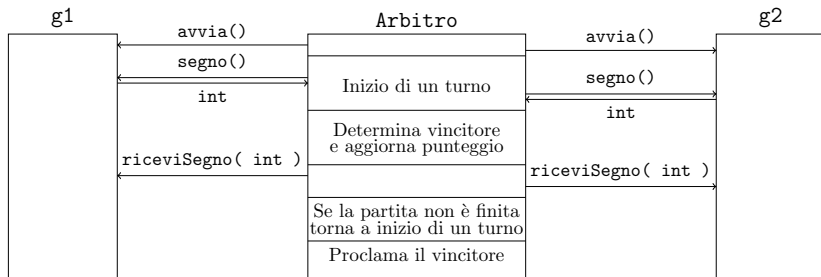 g1
Arbitro
g2
avvia()
avvia()
segno()
segno()
int
Inizio di un turno
int
Determina vincitore
e aggiorna punteggio
riceviSegno( int )
riceviSegno( int )
Se la partita non è finita
torna a inizio di un turno
Proclama il vincitore